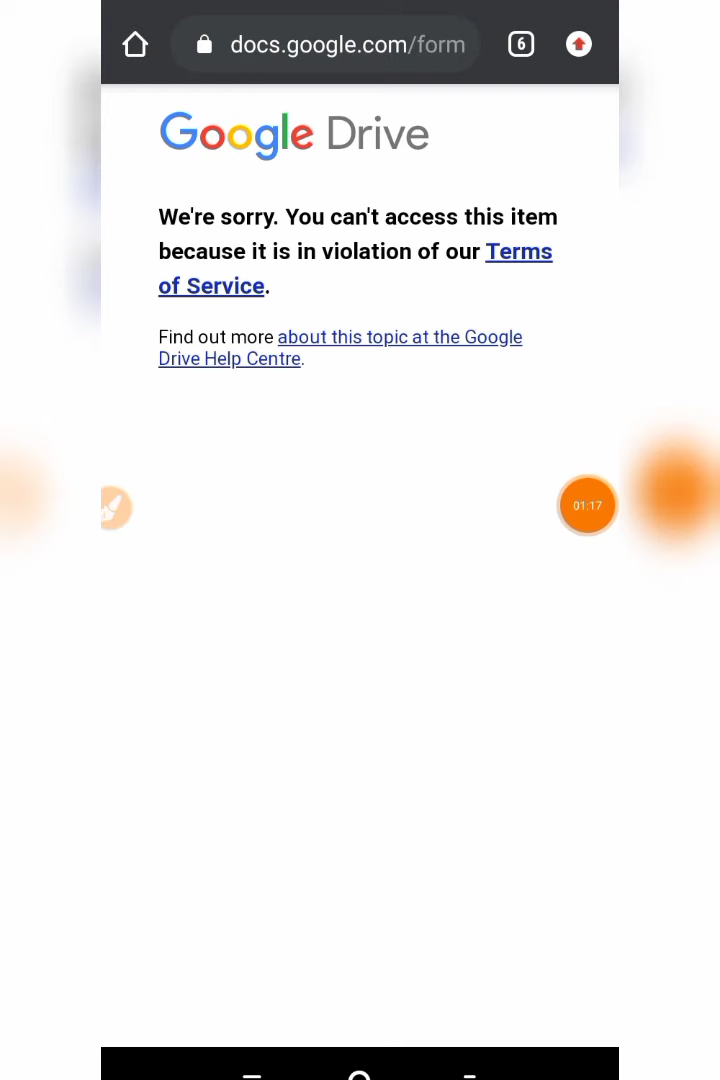 docs.google.com/form
6
Google Drive
We're sorry. You can't access this item
because it is in violation of our Terms
of Service.
Find out more about this topic at the Google
Drive Help Centre.
01:17